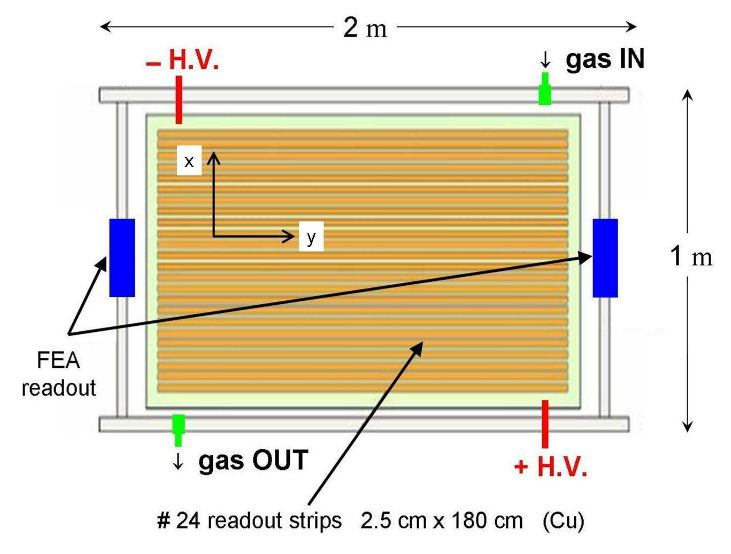 2 m
– H.V.
↓ gas IN
x
y
1 m
FEA
readout
↓ gas OUT
+ H.V.
# 24 readout strips 2.5 cm x 180 cm (Cu)